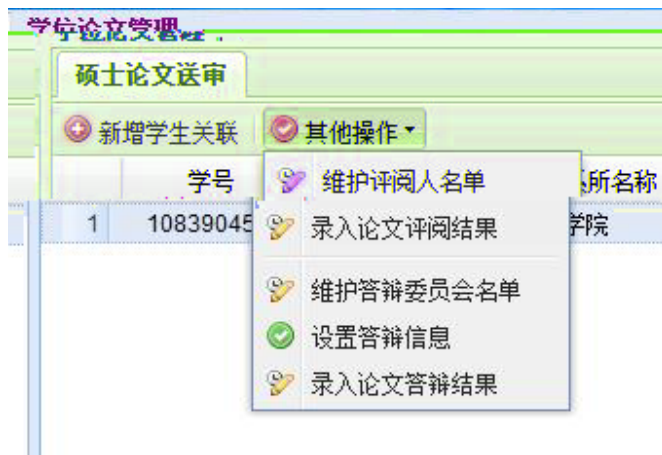 学位论文管理
硕士论文送审
新增学生关联 其他操作
学号 所名称
1 10839045 学院
维护评阅人名单
录入论文评阅结果
维护答辩委员会名单
设置答辩信息
录入论文答辩结果